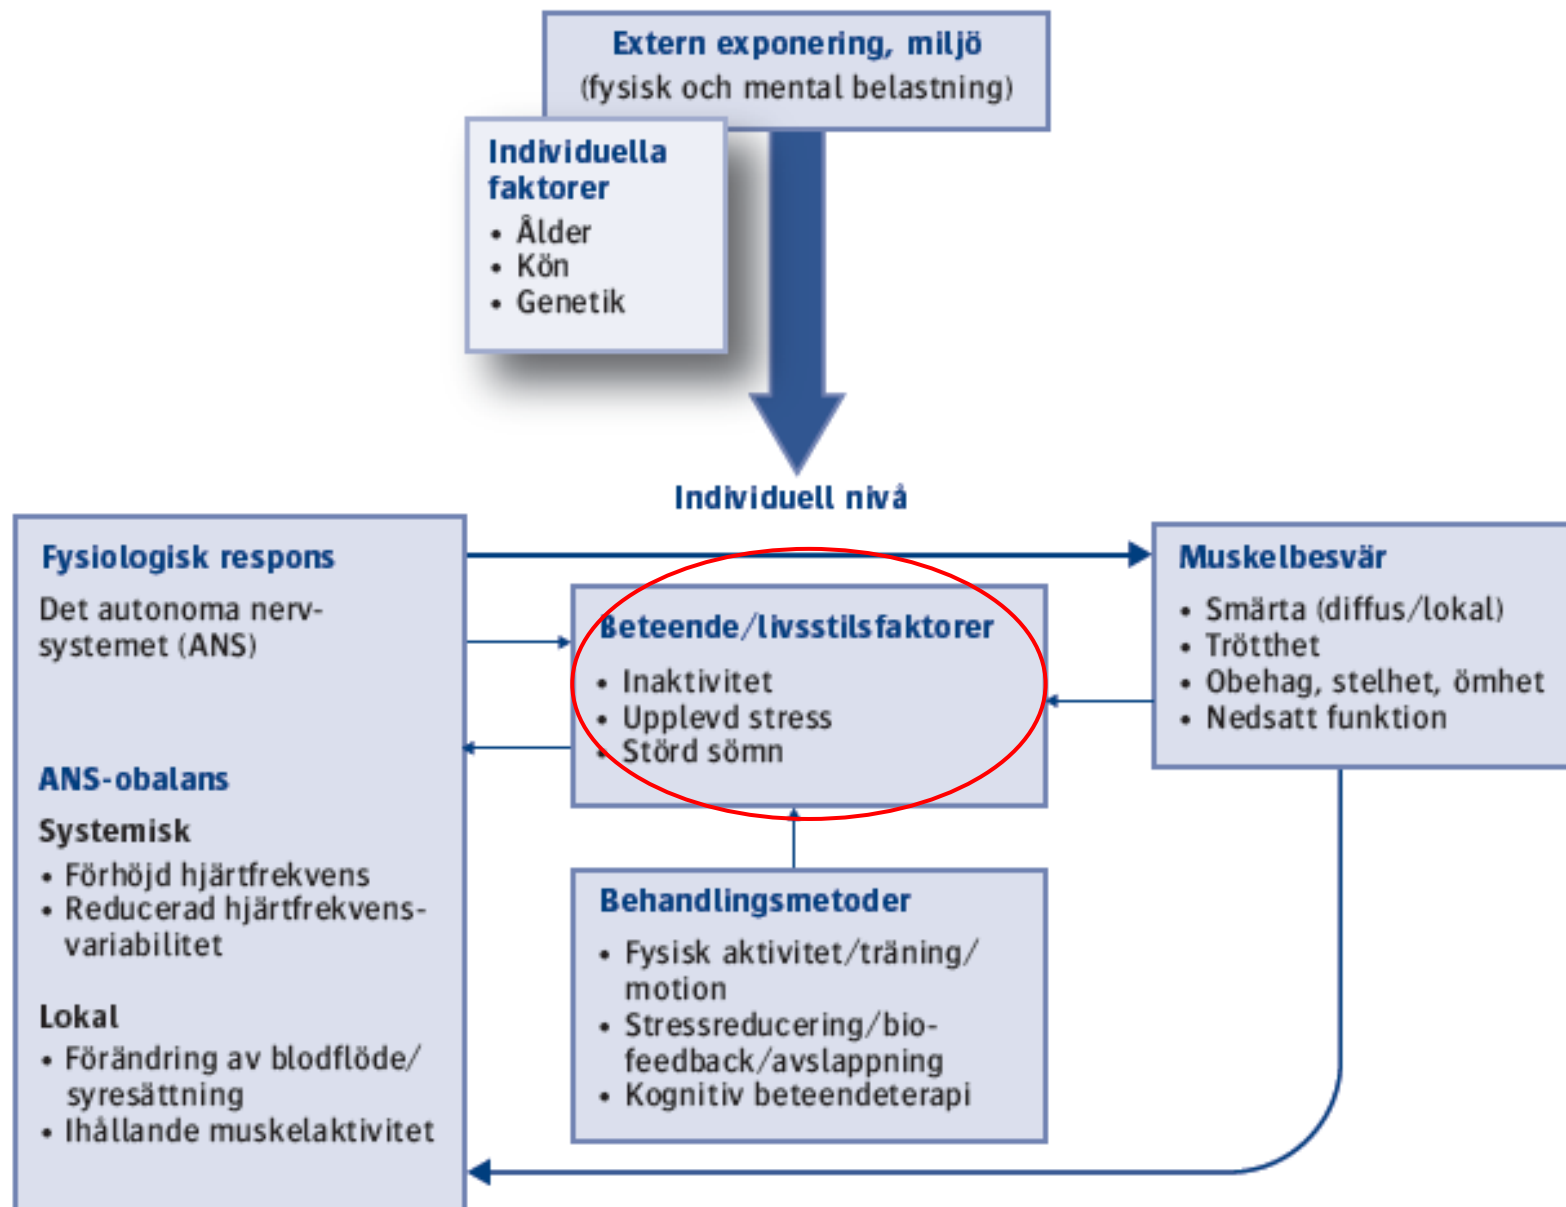 Extern exponering, miljö
(fysisk och mental belastning)
Individuella
faktorer
• Ålder
• Kön
• Genetik
Individuell nivå
Fysiologisk respons
Det autonoma nerv-
systemet (ANS)
ANS-obalans
Systemisk
• Förhöjd hjärtfrekvens
• Reducerad hjärtfrekvens-
variabilitet
Lokal
• Förändring av blodflöde/
syresättning
• Ihållande muskelaktivitet
Beteende/livsstilsfaktorer
• Inaktivitet
• Upplevd stress
• Störd sömn
Behandlingsmetoder
• Fysisk aktivitet/träning/
motion
• Stressreducering/bio-
feedback/avslappning
• Kognitiv beteendeterapi
Muskelbesvär
• Smärta (diffus/lokal)
• Trötthet
• Obehag, stelhet, ömhet
• Nedsatt funktion